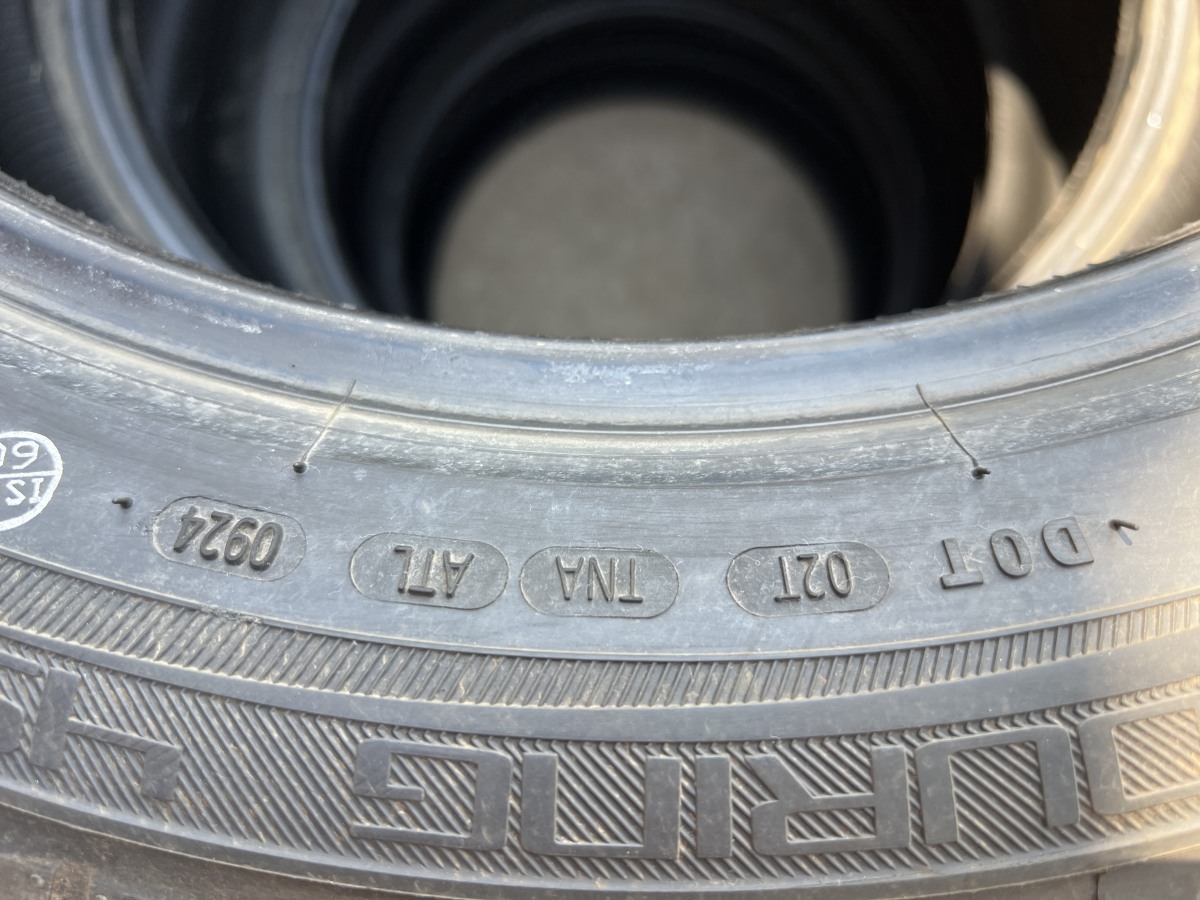 DOT 02T TNA ATL 0924
OURING H